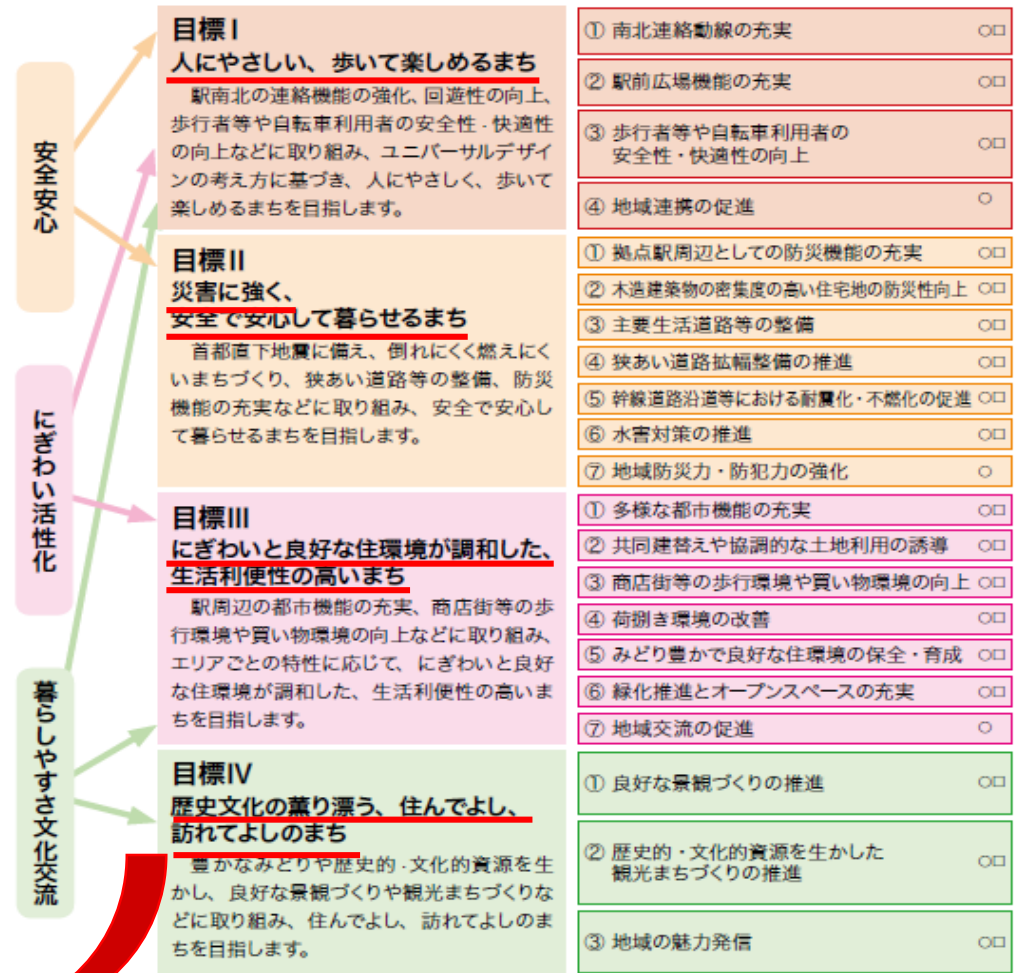 安全安心
にぎわい活性化
暮らしやすさ文化交流
目標Ⅰ
人にやさしい、歩いて楽しめるまち
駅南北の連絡機能の強化、回遊性の向上、
歩行者等や自転車利用者の安全性・快適性
の向上などに取り組み、ユニバーサルデザイ
ンの考え方に基づき、人にやさしく、歩いて
楽しめるまちを目指します。
① 南北連絡動線の充実 ○□
② 駅前広場機能の充実 ○□
③ 歩行者等や自転車利用者の
安全性・快適性の向上 ○□
④ 地域連携の促進 ○
目標Ⅱ
災害に強く、
安全で安心して暮らせるまち
首都直下地震に備え、倒れにくく燃えにく
いまちづくり、狭あい道路等の整備、防災
機能の充実などに取り組み、安全で安心し
て暮らせるまちを目指します。
① 拠点駅周辺としての防災機能の充実 ○□
② 木造建築物の密集度の高い住宅地の防災性向上 ○□
③ 主要生活道路等の整備 ○□
④ 狭あい道路拡幅整備の推進 ○□
⑤ 幹線道路沿道等における耐震化・不燃化の促進 ○□
⑥ 水害対策の推進 ○□
⑦ 地域防災力・防犯力の強化 ○
目標Ⅲ
にぎわいと良好な住環境が調和した、
生活利便性の高いまち
駅周辺の都市機能の充実、商店街等の歩
行環境や買い物環境の向上などに取り組み、
エリアごとの特性に応じて、にぎわいと良好
な住環境が調和した、生活利便性の高いま
ちを目指します。
① 多様な都市機能の充実 ○□
② 共同建替えや協調的な土地利用の誘導 ○□
③ 商店街等の歩行環境や買い物環境の向上 ○□
④ 荷捌き環境の改善 ○□
⑤ みどり豊かで良好な住環境の保全・育成 ○□
⑥ 緑化推進とオープンスペースの充実 ○□
⑦ 地域交流の促進 ○
目標Ⅳ
歴史文化の薫り漂う、住んでよし、
訪れてよしのまち
豊かなみどりや歴史的・文化的資源を生
かし、良好な景観づくりや観光まちづくりな
どに取り組み、住んでよし、訪れてよしのま
ちを目指します。
① 良好な景観づくりの推進 ○□
② 歴史的・文化的資源を生かした
観光まちづくりの推進 ○□
③ 地域の魅力発信 ○□